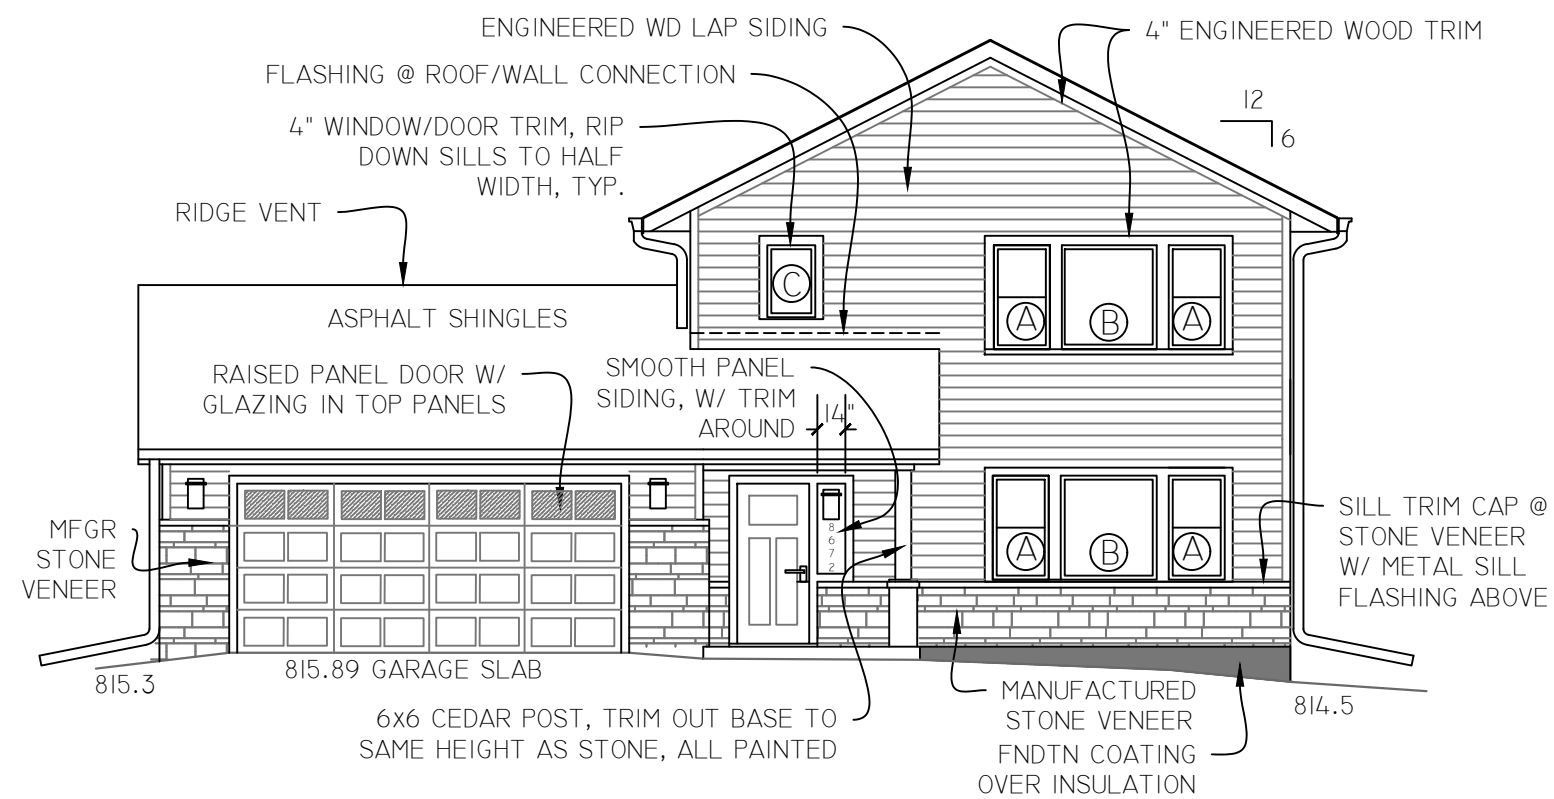 ENGINEERED WD LAP SIDING
4" ENGINEERED WOOD TRIM
FLASHING @ ROOF/WALL CONNECTION
12
6
4" WINDOW/DOOR TRIM, RIP
DOWN SILLS TO HALF
WIDTH, TYP.
RIDGE VENT
C
A
B
A
ASPHALT SHINGLES
RAISED PANEL DOOR W/
GLAZING IN TOP PANELS
SMOOTH PANEL
SIDING, W/ TRIM
AROUND
14"
MFGR
STONE
VENEER
8
6
7
2
A
B
A
SILL TRIM CAP @
STONE VENEER
W/ METAL SILL
FLASHING ABOVE
815.3
815.89 GARAGE SLAB
814.5
6x6 CEDAR POST, TRIM OUT BASE TO
SAME HEIGHT AS STONE, ALL PAINTED
MANUFACTURED
STONE VENEER
FNDTN COATING
OVER INSULATION